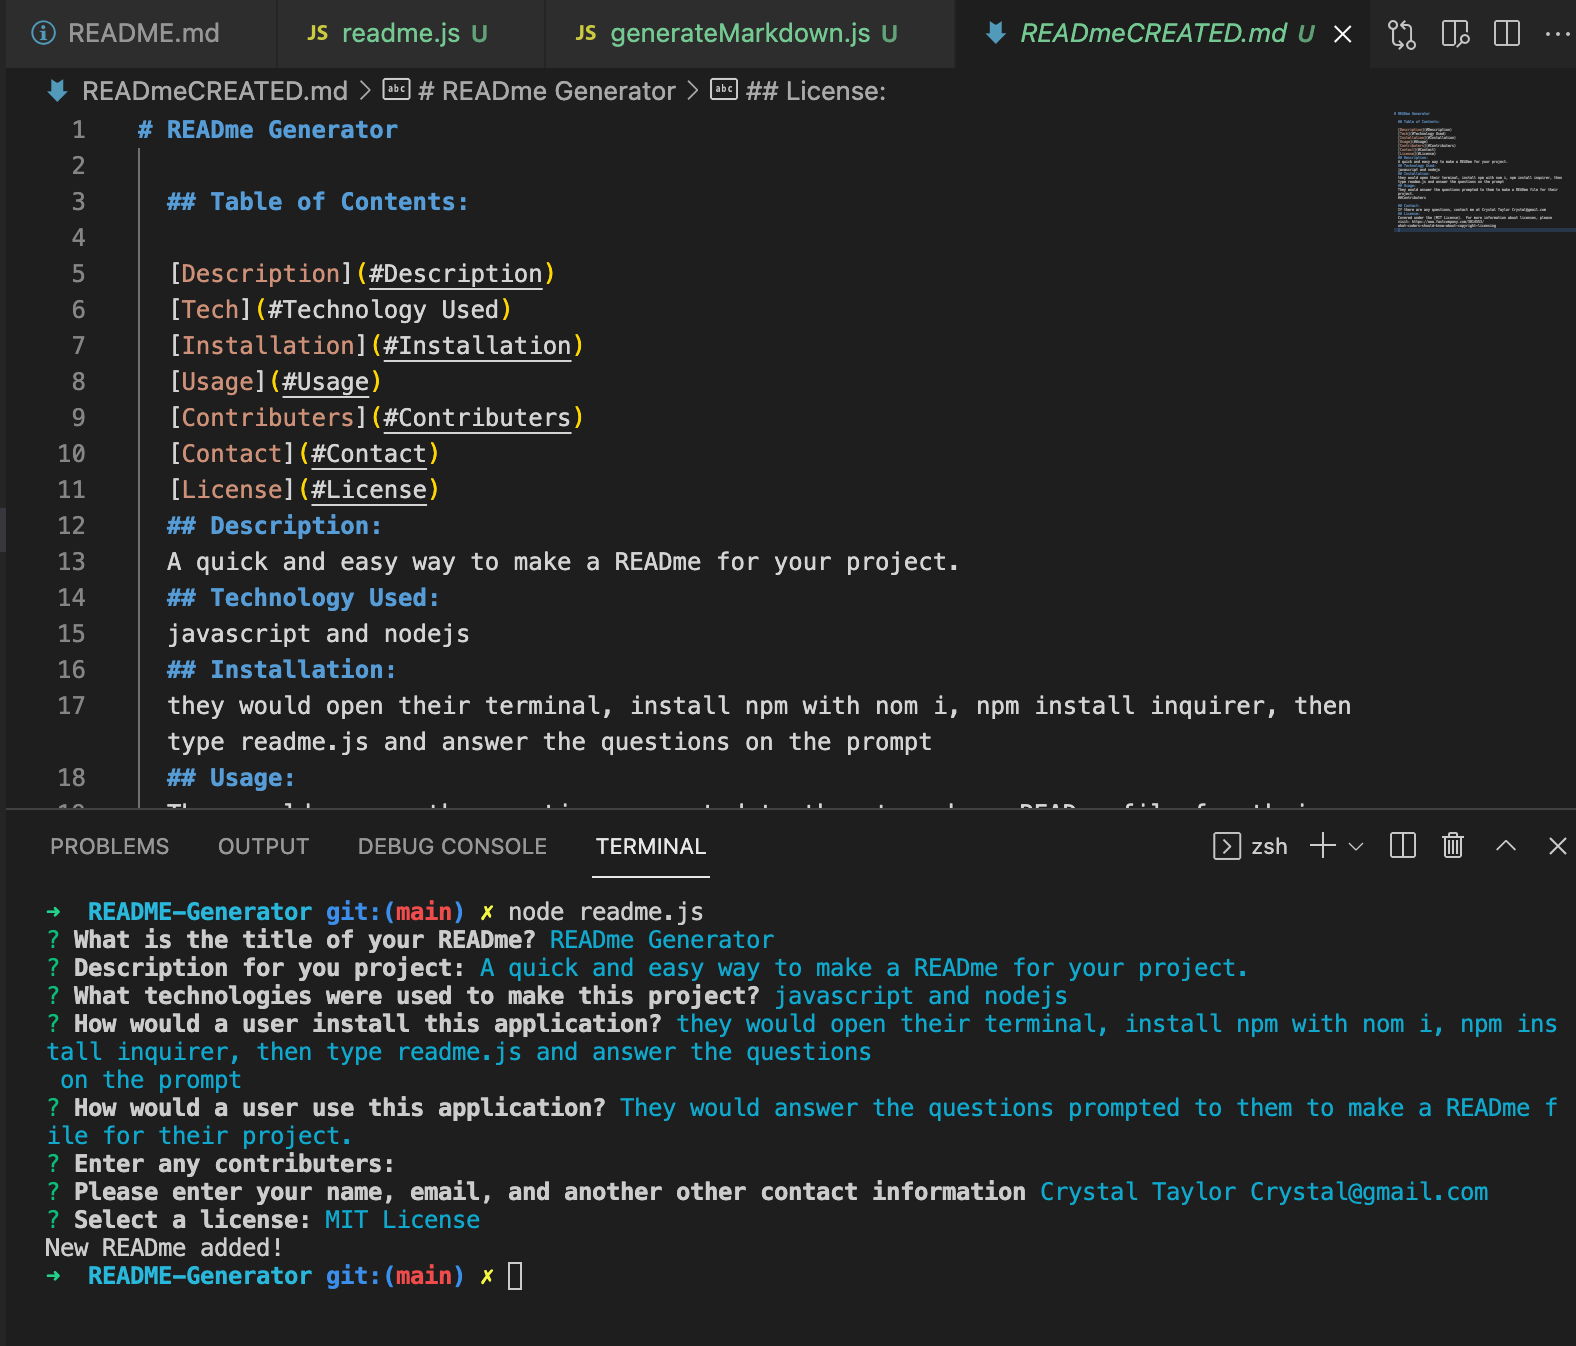 README.md
JS readme.js U
JS generateMarkdown.js U
READmeCREATED.md U
READmeCREATED.md > abc # READme Generator > abc ## License:
1 # READme Generator
2
3 ## Table of Contents:
4
5 [Description](#Description)
6 [Tech](#Technology Used)
7 [Installation](#Installation)
8 [Usage](#Usage)
9 [Contributers](#Contributers)
10 [Contact](#Contact)
11 [License](#License)
12 ## Description:
13 A quick and easy way to make a READme for your project.
14 ## Technology Used:
15 javascript and nodejs
16 ## Installation:
17 they would open their terminal, install npm with nom i, npm install inquirer, then
type readme.js and answer the questions on the prompt
18 ## Usage:
PROBLEMS OUTPUT DEBUG CONSOLE TERMINAL
zsh
➜ README-Generator git:(main) ✗ node readme.js
? What is the title of your READme? READme Generator
? Description for you project: A quick and easy way to make a READme for your project.
? What technologies were used to make this project? javascript and nodejs
? How would a user install this application? they would open their terminal, install npm with nom i, npm ins
tall inquirer, then type readme.js and answer the questions
on the prompt
? How would a user use this application? They would answer the questions prompted to them to make a READme f
ile for their project.
? Enter any contributers:
? Please enter your name, email, and another other contact information Crystal Taylor Crystal@gmail.com
? Select a license: MIT License
New READme added!
➜ README-Generator git:(main) ✗